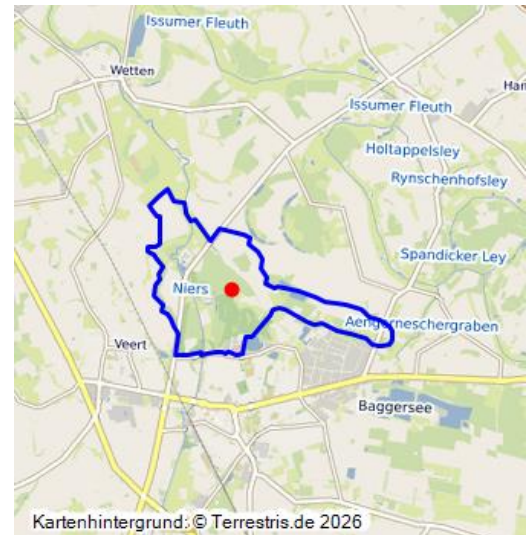 Issumer Fleuth
Wetten
Issumer Fleuth
Holtappelsley
Rynschenhofsley
Spandicker Ley
Niers
Aengerneschergraben
Veert
Baggersee
Kartenhintergrund: © Terrestris.de 2026